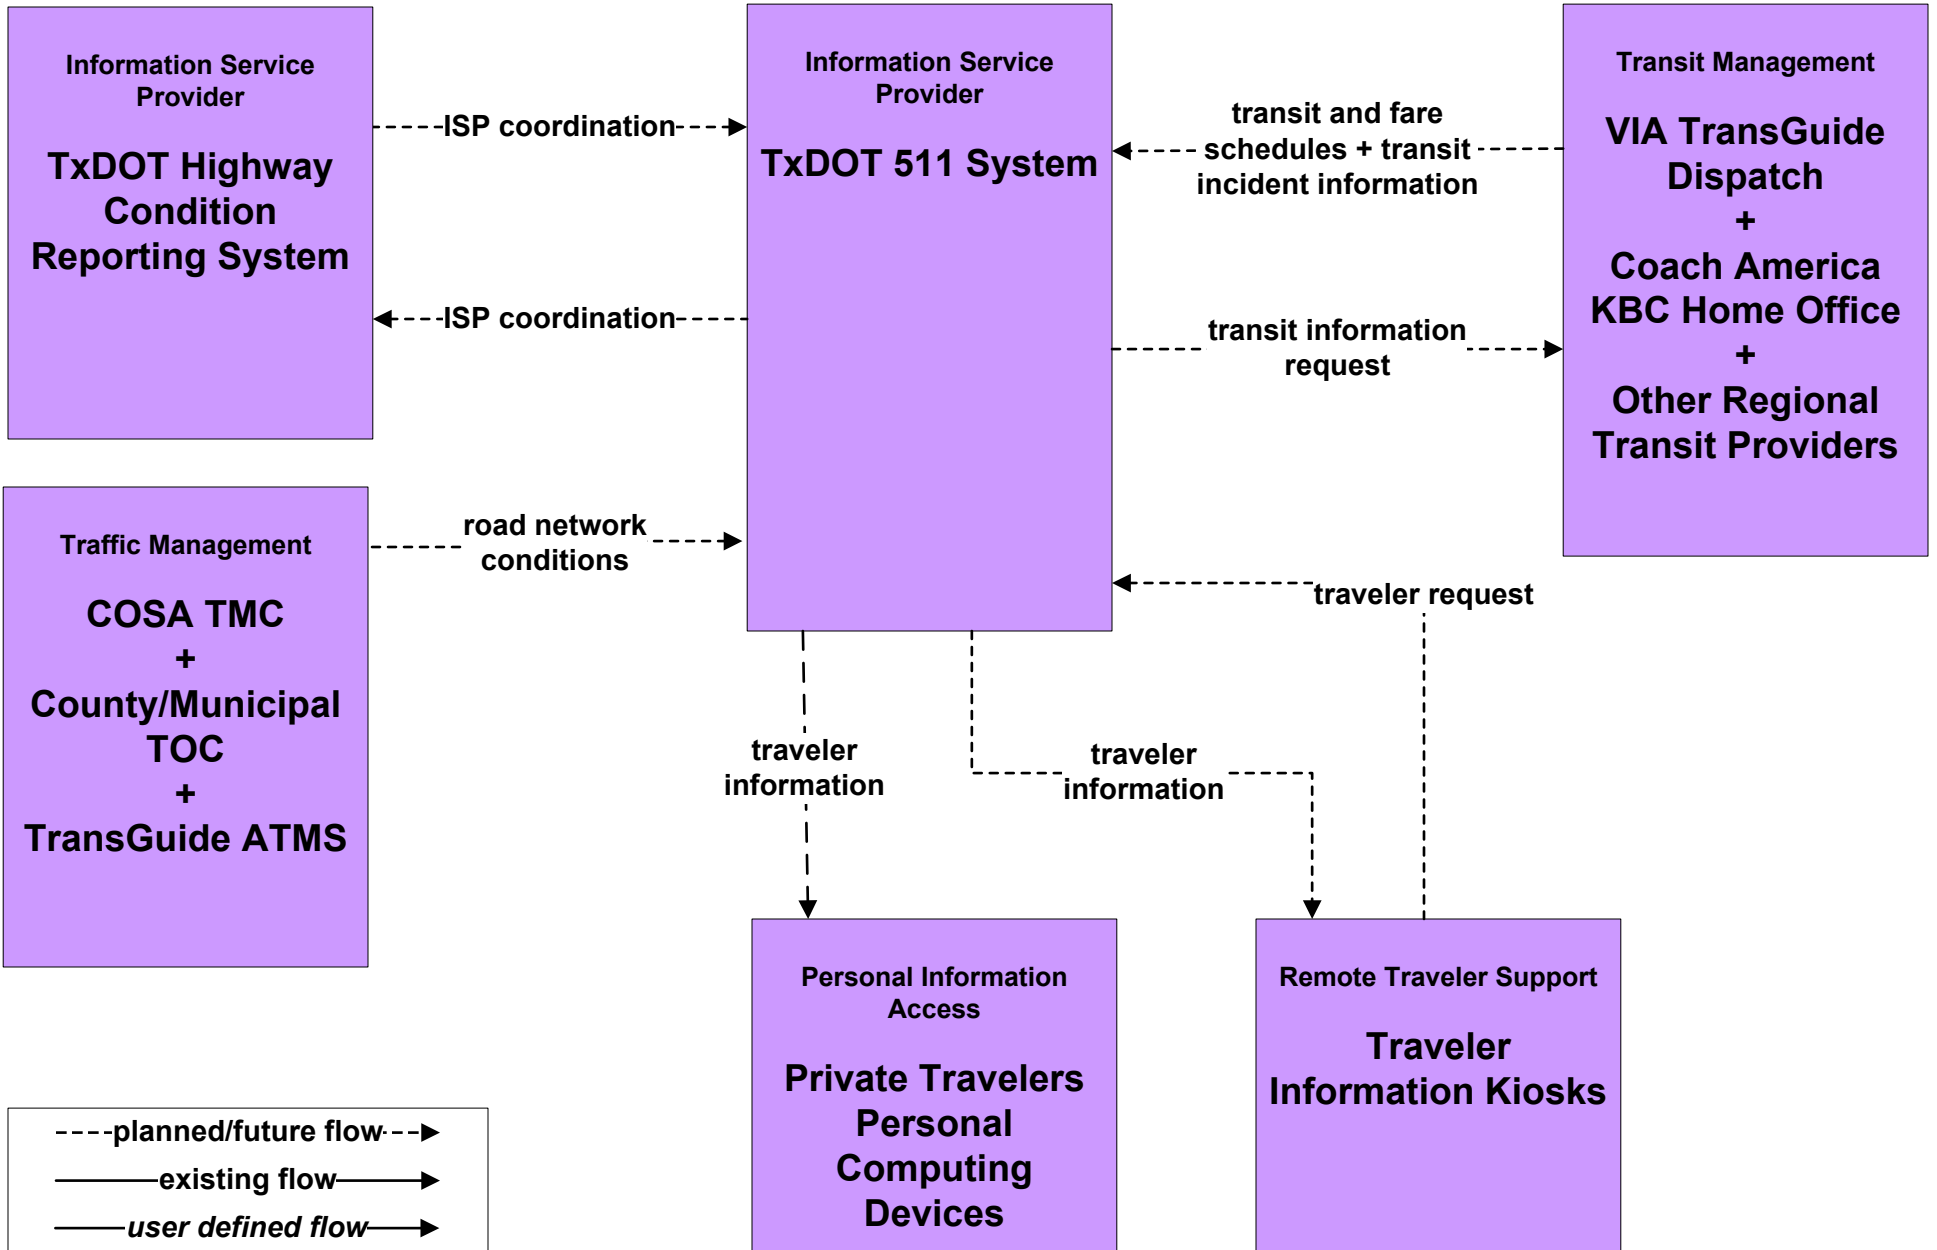 Information Service
Provider
TxDOT Highway
Condition
Reporting System
ISP coordination
ISP coordination
Information Service
Provider
TxDOT 511 System
transit and fare
schedules + transit
incident information
transit information
request
Transit Management
VIA TransGuide
Dispatch
+
Coach America
KBC Home Office
+
Other Regional
Transit Providers
Traffic Management
COSA TMC
+
County/Municipal
TOC
+
TransGuide ATMS
road network
conditions
traveler request
traveler
information
traveler
information
Personal Information
Access
Private Travelers
Personal
Computing
Devices
Remote Traveler Support
Traveler
Information Kiosks
planned/future flow
existing flow
user defined flow